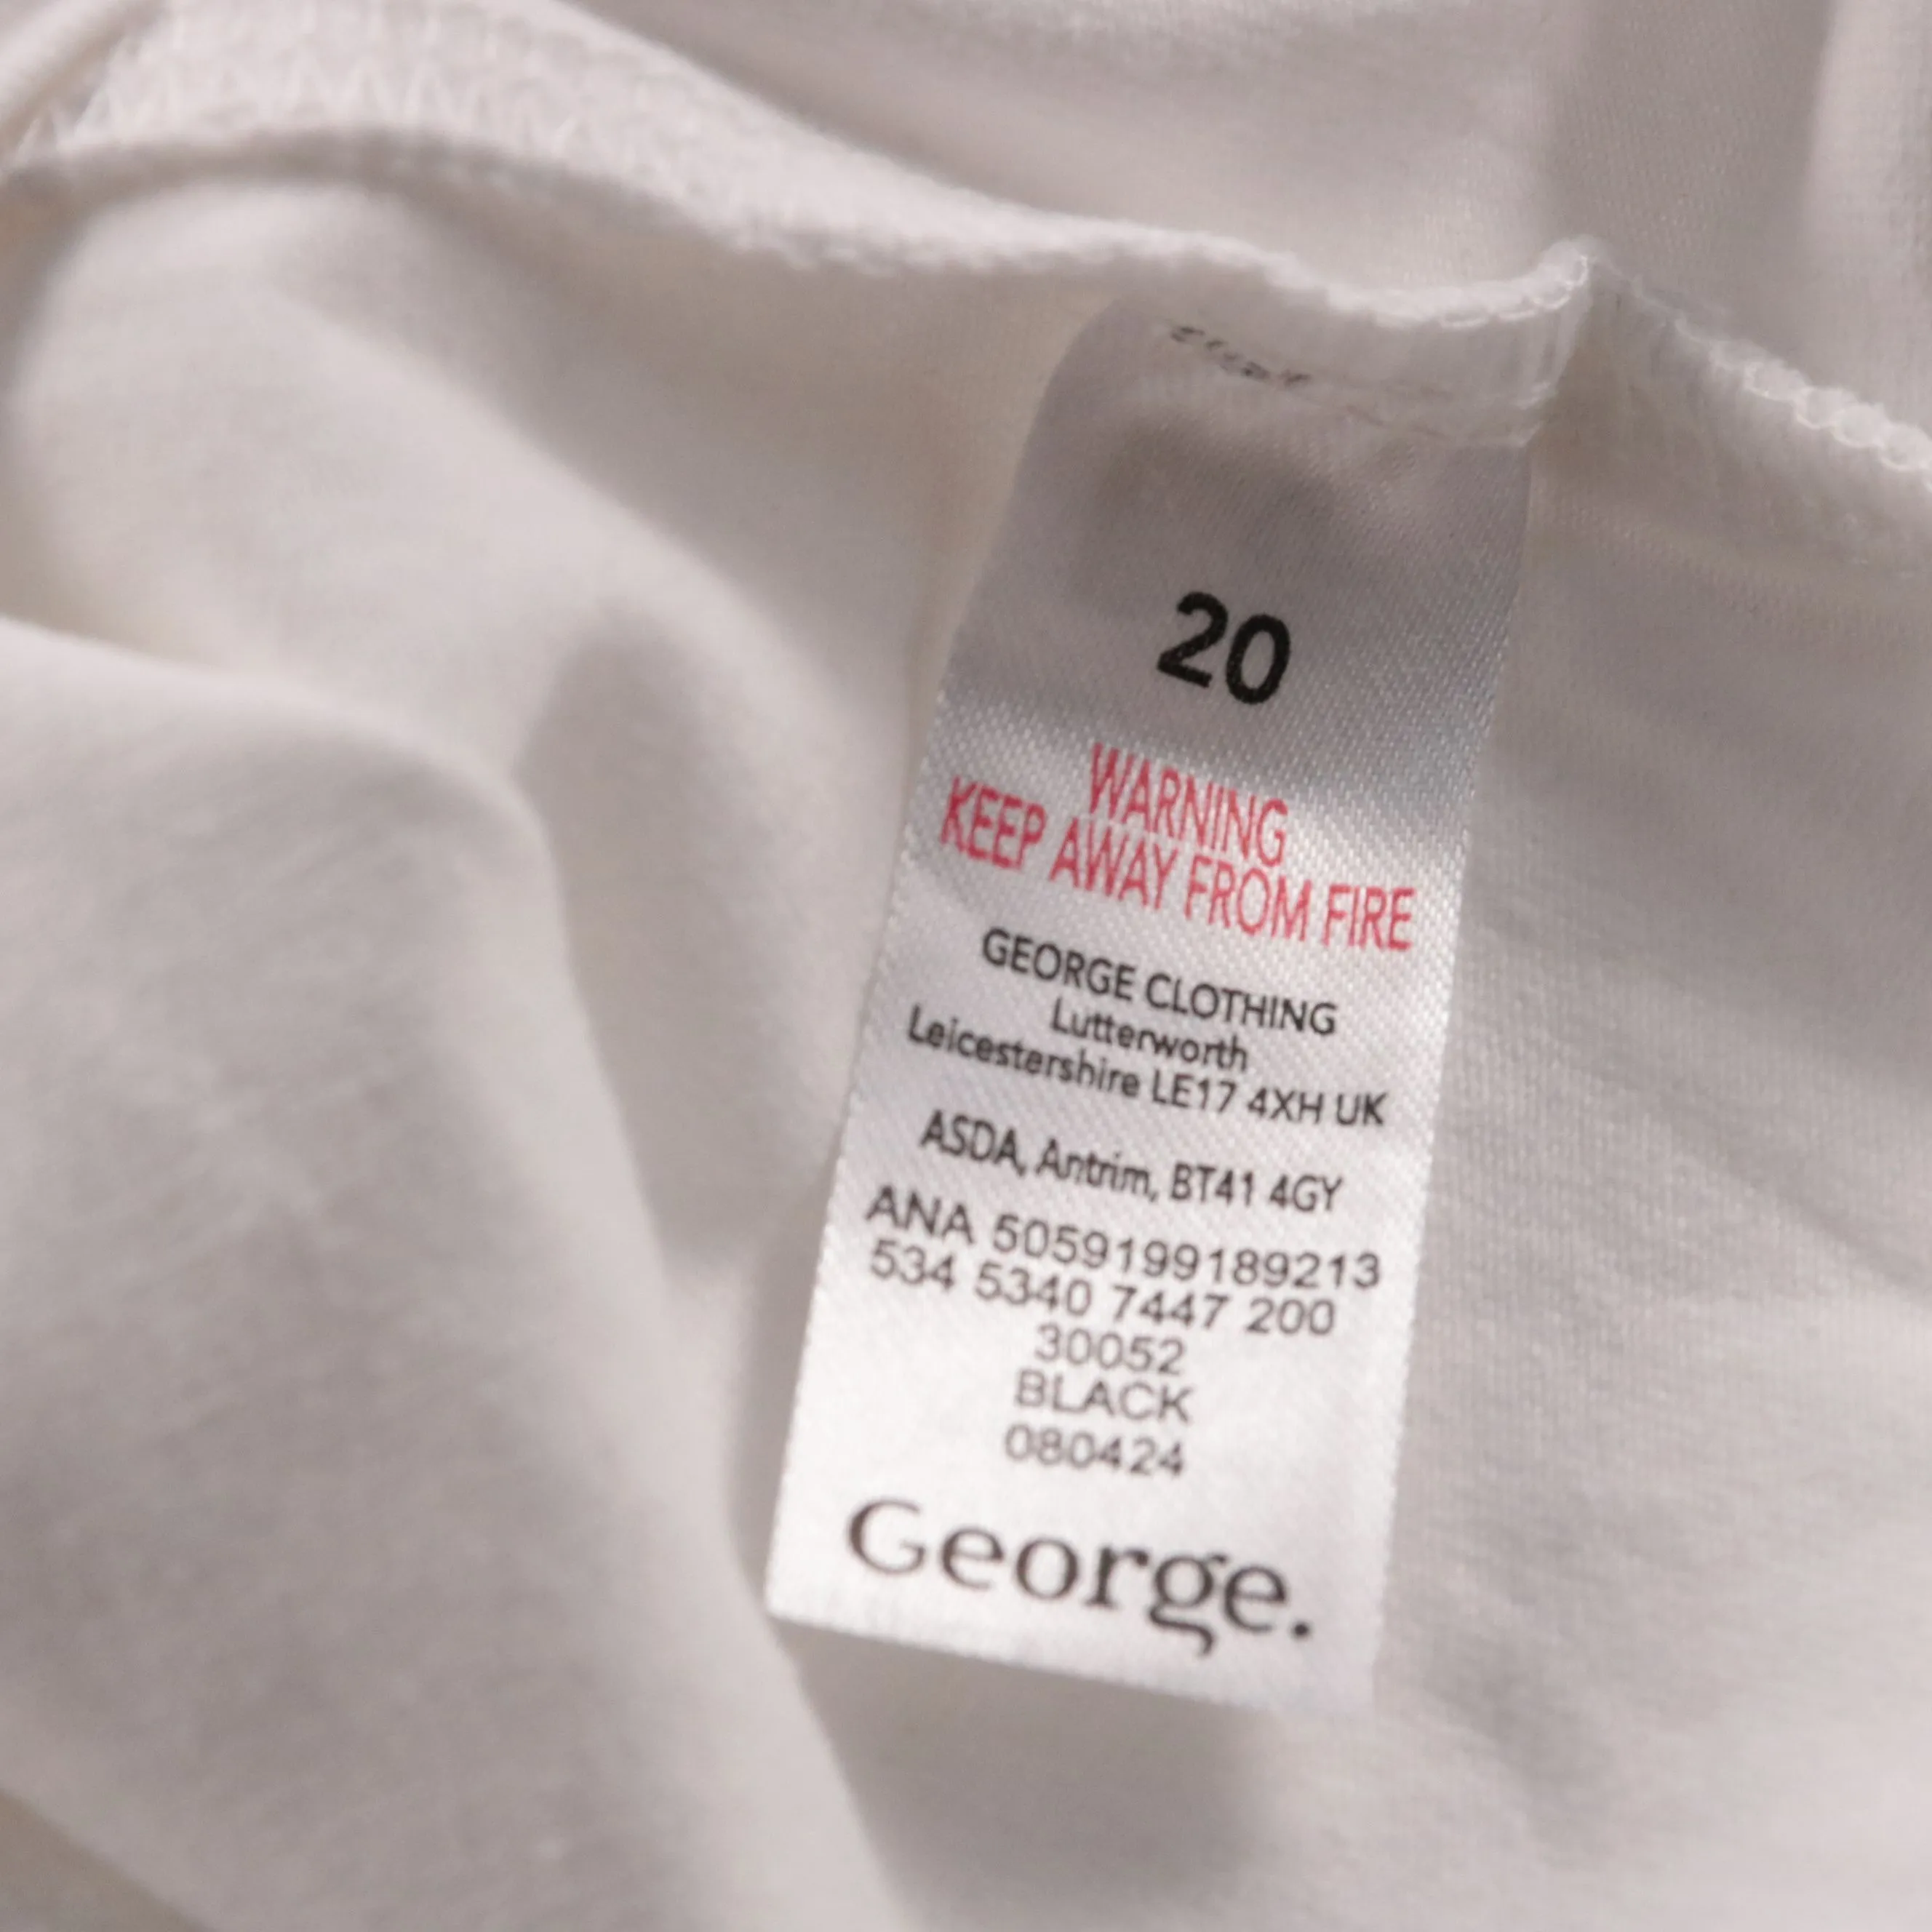 20
WARNING
KEEP AWAY FROM FIRE
GEORGE CLOTHING
Lutterworth
Leicestershire LE17 4XH UK
ASDA, Antrim, BT41 4GY
ANA 5059199189213
534 5340 7447 200
30052
BLACK
080424
George.